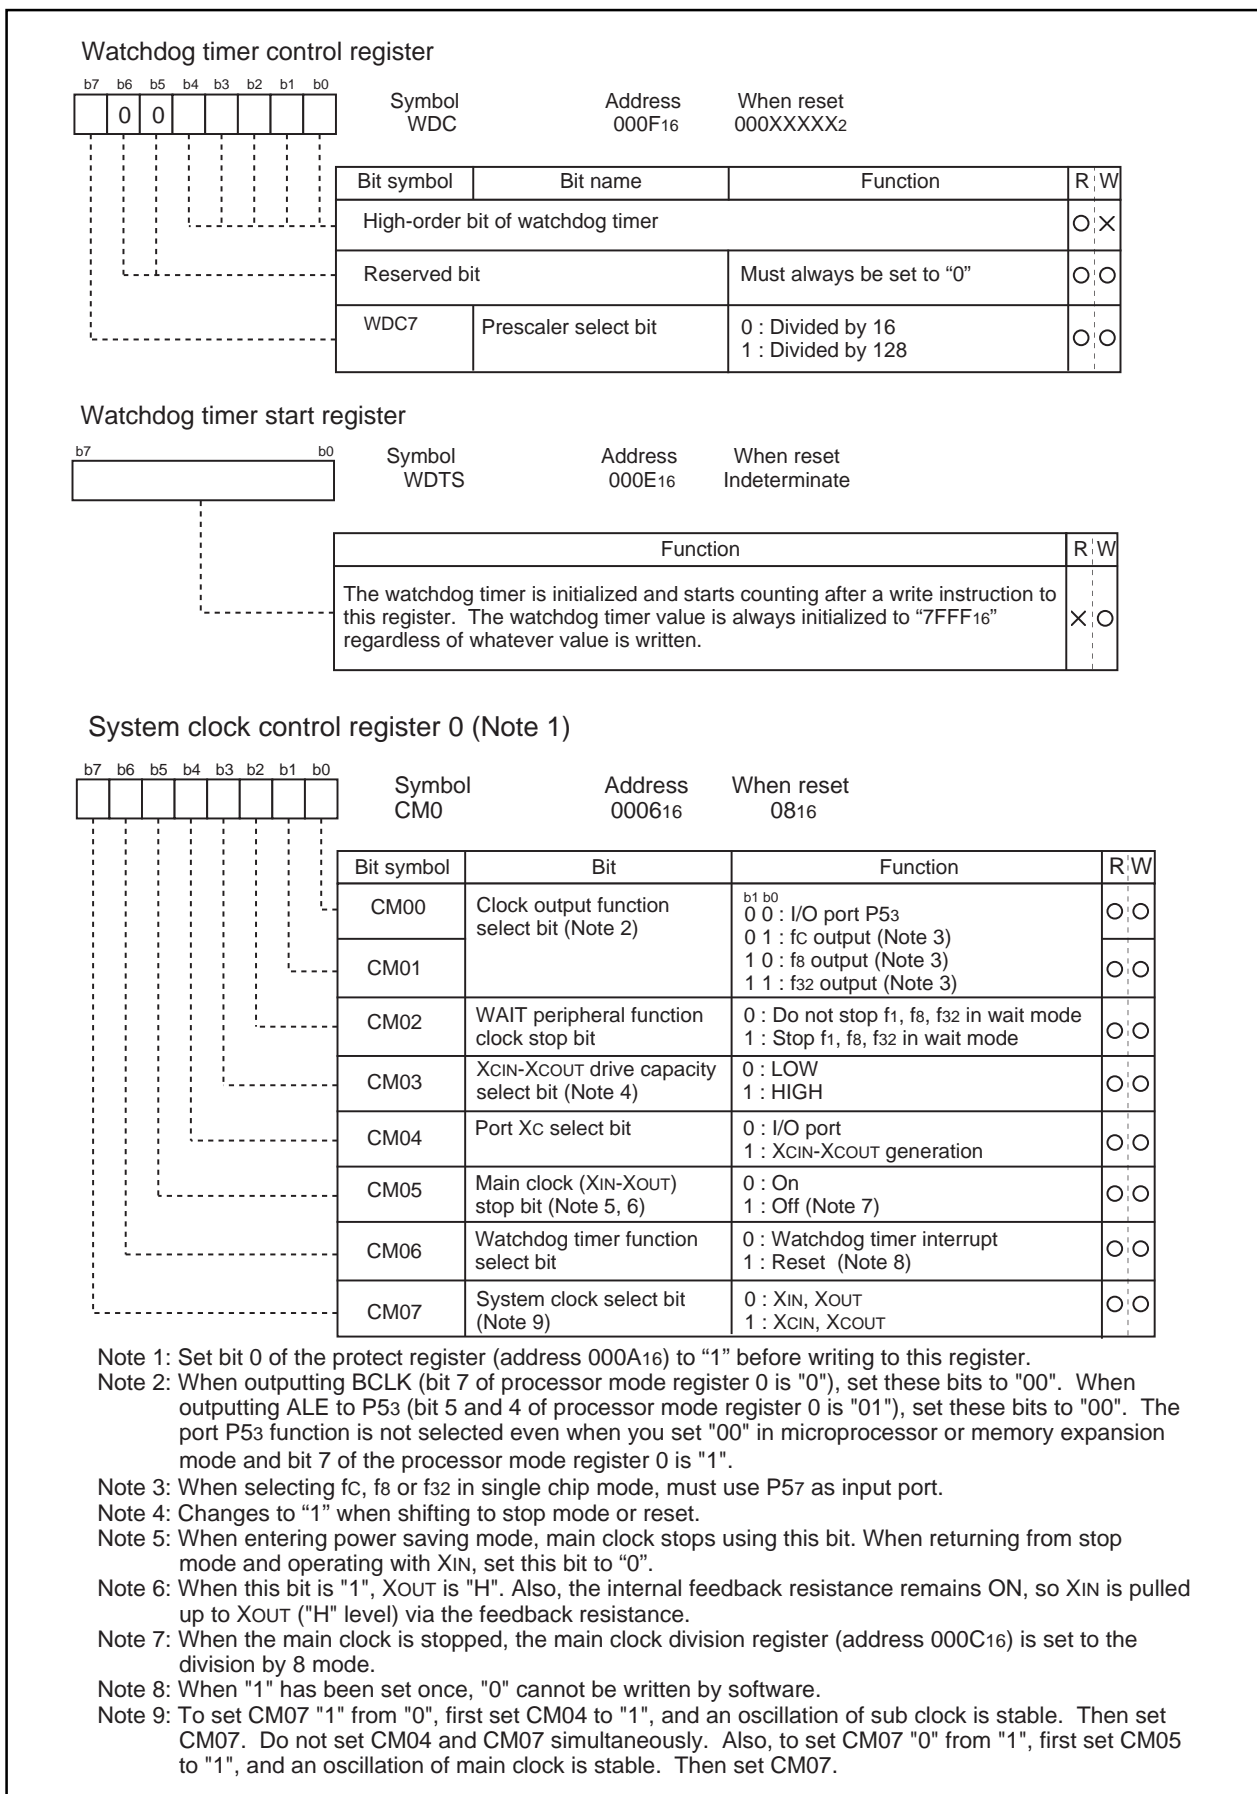 Watchdog timer control register
b7 b6 b5 b4 b3 b2 b1 b0
0 0
Symbol Address When reset
WDC 000F16 000XXXXX2
Bit symbol Bit name Function R W
High-order bit of watchdog timer
Reserved bit Must always be set to “0”
WDC7 Prescaler select bit 0 : Divided by 16
1 : Divided by 128
Watchdog timer start register
b7 b0
Symbol Address When reset
WDTS 000E16 Indeterminate
Function R W
The watchdog timer is initialized and starts counting after a write instruction to
this register. The watchdog timer value is always initialized to “7FFF16”
regardless of whatever value is written.
System clock control register 0 (Note 1)
b7 b6 b5 b4 b3 b2 b1 b0
Symbol Address When reset
CM0 000616 0816
Bit symbol Bit Function R W
CM00 Clock output function
select bit (Note 2)
b1 b0
0 0 : I/O port P53
0 1 : fC output (Note 3)
CM01 1 0 : f8 output (Note 3)
1 1 : f32 output (Note 3)
CM02 WAIT peripheral function
clock stop bit
0 : Do not stop f1, f8, f32 in wait mode
1 : Stop f1, f8, f32 in wait mode
CM03 XCIN-XCOUT drive capacity
select bit (Note 4)
0 : LOW
1 : HIGH
CM04 Port XC select bit 0 : I/O port
1 : XCIN-XCOUT generation
CM05 Main clock (XIN-XOUT)
stop bit (Note 5, 6)
0 : On
1 : Off (Note 7)
CM06 Watchdog timer function
select bit
0 : Watchdog timer interrupt
1 : Reset (Note 8)
CM07 System clock select bit
(Note 9)
0 : XIN, XOUT
1 : XCIN, XCOUT
Note 1: Set bit 0 of the protect register (address 000A16) to “1” before writing to this register.
Note 2: When outputting BCLK (bit 7 of processor mode register 0 is "0"), set these bits to "00". When
outputting ALE to P53 (bit 5 and 4 of processor mode register 0 is "01"), set these bits to "00". The
port P53 function is not selected even when you set "00" in microprocessor or memory expansion
mode and bit 7 of the processor mode register 0 is "1".
Note 3: When selecting fC, f8 or f32 in single chip mode, must use P57 as input port.
Note 4: Changes to “1” when shifting to stop mode or reset.
Note 5: When entering power saving mode, main clock stops using this bit. When returning from stop
mode and operating with XIN, set this bit to “0”.
Note 6: When this bit is "1", XOUT is "H". Also, the internal feedback resistance remains ON, so XIN is pulled
up to XOUT ("H" level) via the feedback resistance.
Note 7: When the main clock is stopped, the main clock division register (address 000C16) is set to the
division by 8 mode.
Note 8: When "1" has been set once, "0" cannot be written by software.
Note 9: To set CM07 "1" from "0", first set CM04 to "1", and an oscillation of sub clock is stable. Then set
CM07. Do not set CM04 and CM07 simultaneously. Also, to set CM07 "0" from "1", first set CM05
to "1", and an oscillation of main clock is stable. Then set CM07.